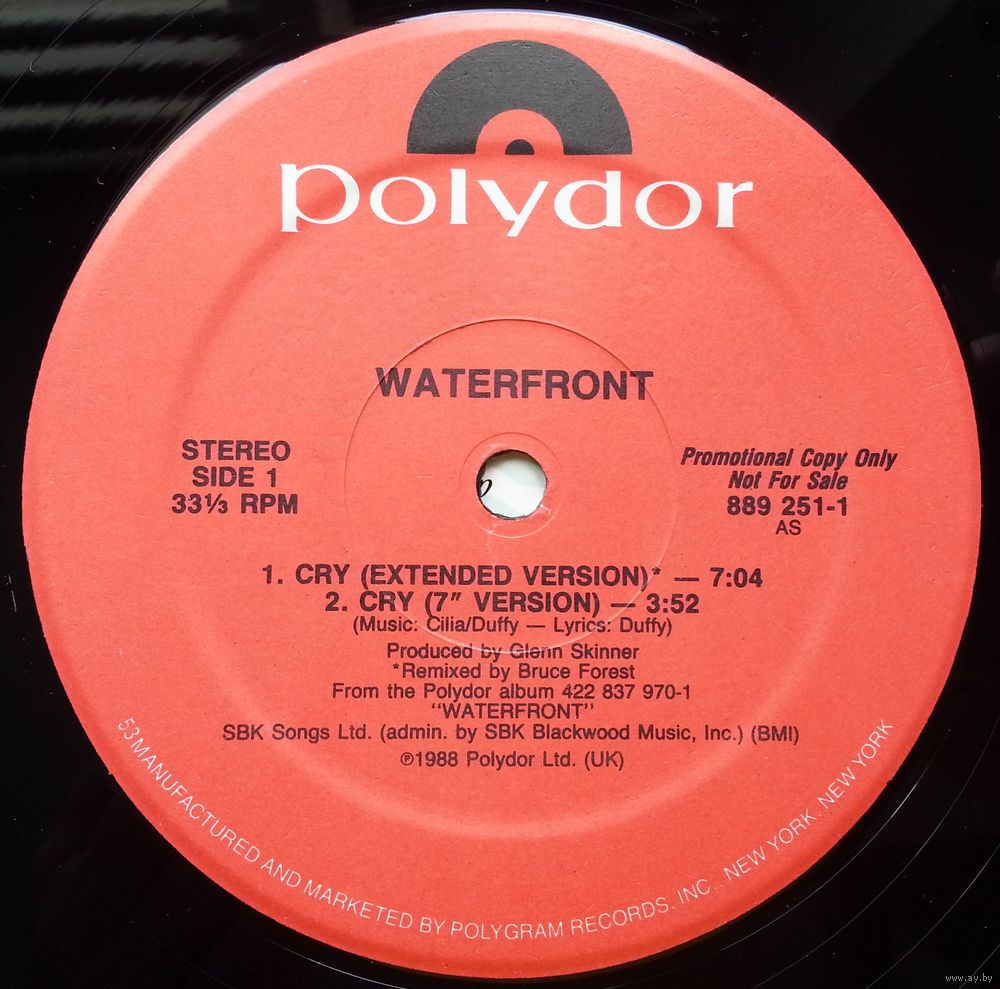 polydor
WATERFRONT
STEREO
SIDE 1
33⅓ RPM
Promotional Copy Only
Not For Sale
889 251-1
AS
1. CRY (EXTENDED VERSION)* — 7:04
2. CRY (7″ VERSION) — 3:52
(Music: Cilia/Duffy — Lyrics: Duffy)
Produced by Glenn Skinner
*Remixed by Bruce Forest
From the Polydor album 422 837 970-1
“WATERFRONT”
SBK Songs Ltd. (admin. by SBK Blackwood Music, Inc.) (BMI)
℗1988 Polydor Ltd. (UK)
53 MANUFACTURED AND MARKETED BY POLYGRAM RECORDS, INC., NEW YORK, NEW YORK
www.ay.by